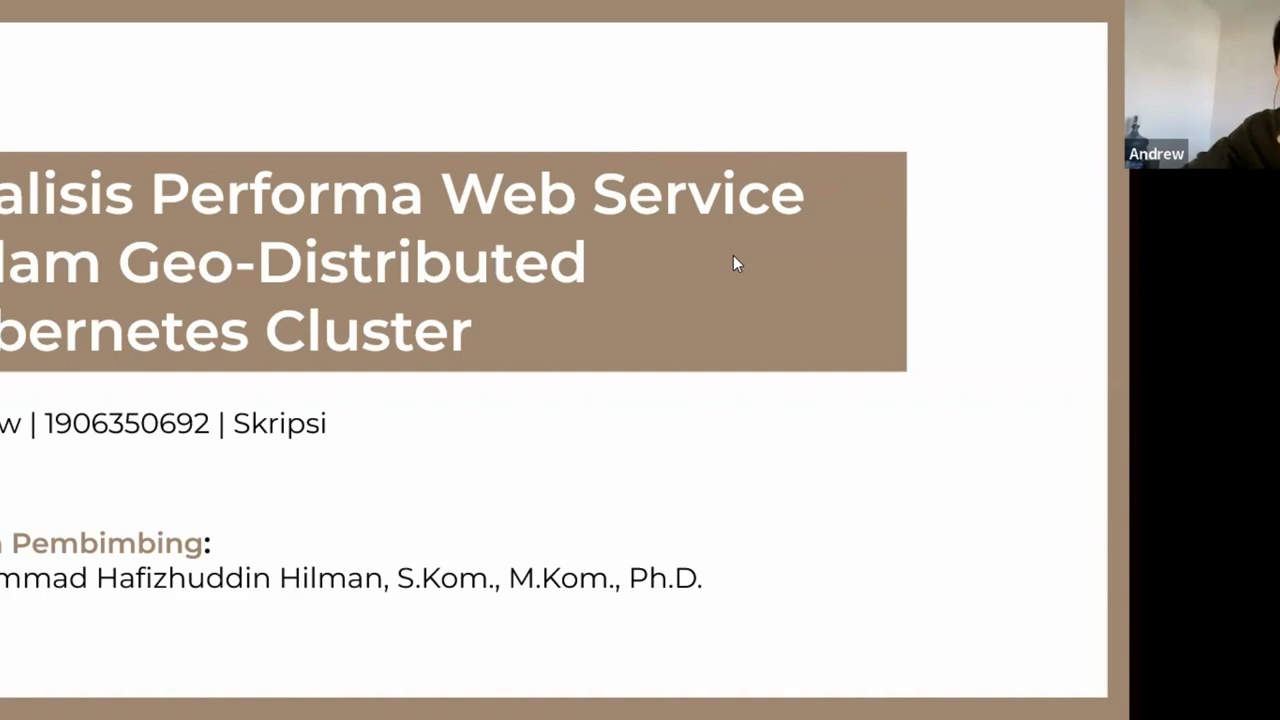 alisis Performa Web Service
lam Geo-Distributed
bernetes Cluster
w | 1906350692 | Skripsi
Pembimbing:
mmad Hafizhuddin Hilman, S.Kom., M.Kom., Ph.D.
Andrew